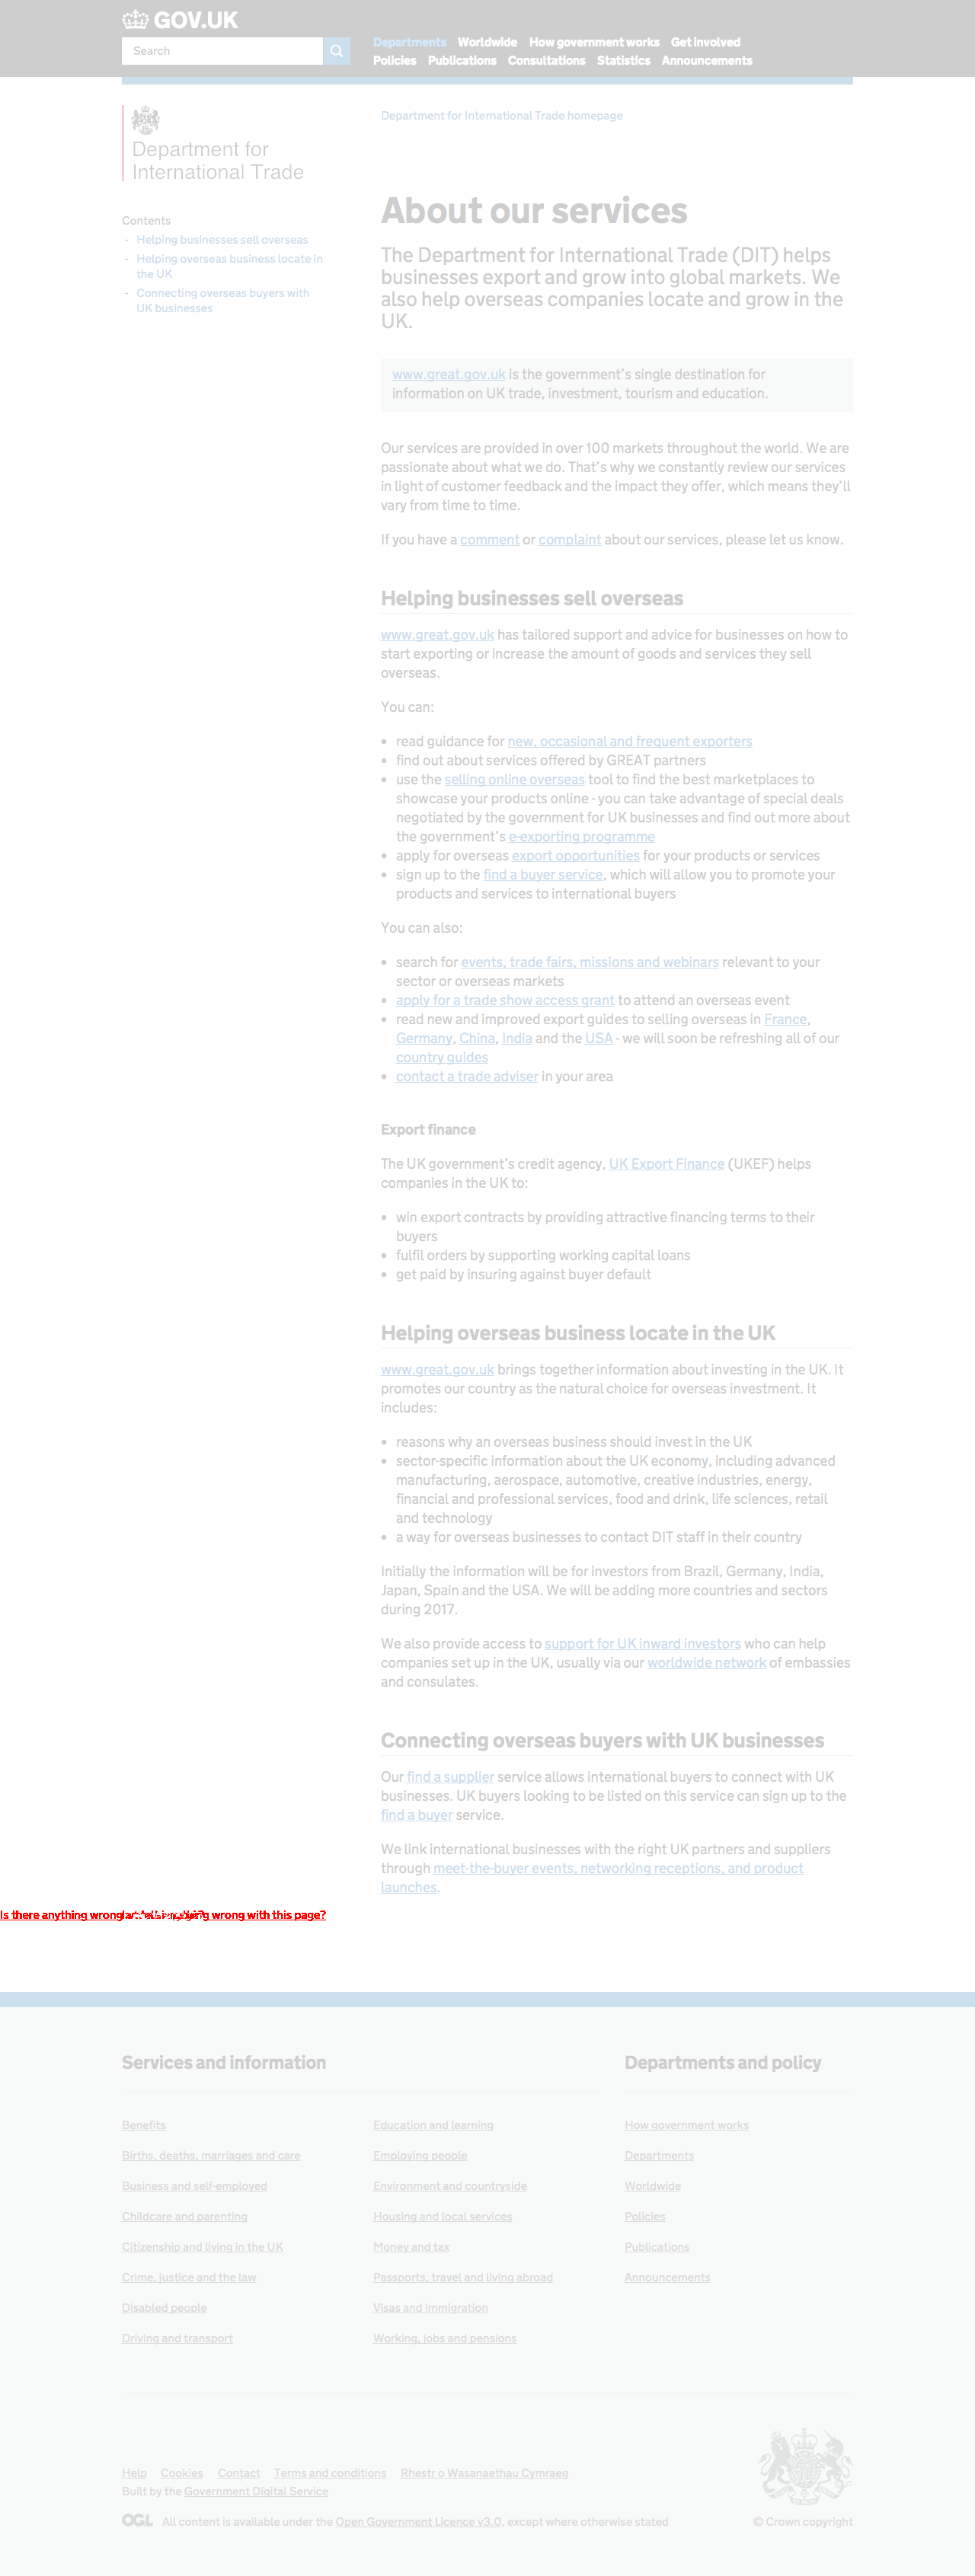 GOV.UK
Search
Departments Worldwide How government works Get involved
Policies Publications Consultations Statistics Announcements
Department for International Trade homepage
Department for
International Trade
Contents
- Helping businesses sell overseas
- Helping overseas business locate in
the UK
- Connecting overseas buyers with
UK businesses
About our services
The Department for International Trade (DIT) helps
businesses export and grow into global markets. We
also help overseas companies locate and grow in the
UK.
www.great.gov.uk is the government's single destination for
information on UK trade, investment, tourism and education.
Our services are provided in over 100 markets throughout the world. We are
passionate about what we do. That's why we constantly review our services
in light of customer feedback and the impact they offer, which means they'll
vary from time to time.
If you have a comment or complaint about our services, please let us know.
Helping businesses sell overseas
www.great.gov.uk has tailored support and advice for businesses on how to
start exporting or increase the amount of goods and services they sell
overseas.
You can:
• read guidance for new, occasional and frequent exporters
• find out about services offered by GREAT partners
• use the selling online overseas tool to find the best marketplaces to
showcase your products online - you can take advantage of special deals
negotiated by the government for UK businesses and find out more about
the government's e-exporting programme
• apply for overseas export opportunities for your products or services
• sign up to the find a buyer service, which will allow you to promote your
products and services to international buyers
You can also:
• search for events, trade fairs, missions and webinars relevant to your
sector or overseas markets
• apply for a trade show access grant to attend an overseas event
• read new and improved export guides to selling overseas in France,
Germany, China, India and the USA - we will soon be refreshing all of our
country guides
• contact a trade adviser in your area
Export finance
The UK government's credit agency, UK Export Finance (UKEF) helps
companies in the UK to:
• win export contracts by providing attractive financing terms to their
buyers
• fulfil orders by supporting working capital loans
• get paid by insuring against buyer default
Helping overseas business locate in the UK
www.great.gov.uk brings together information about investing in the UK. It
promotes our country as the natural choice for overseas investment. It
includes:
• reasons why an overseas business should invest in the UK
• sector-specific information about the UK economy, including advanced
manufacturing, aerospace, automotive, creative industries, energy,
financial and professional services, food and drink, life sciences, retail
and technology
• a way for overseas businesses to contact DIT staff in their country
Initially the information will be for investors from Brazil, Germany, India,
Japan, Spain and the USA. We will be adding more countries and sectors
during 2017.
We also provide access to support for UK inward investors who can help
companies set up in the UK, usually via our worldwide network of embassies
and consulates.
Connecting overseas buyers with UK businesses
Our find a supplier service allows international buyers to connect with UK
businesses. UK buyers looking to be listed on this service can sign up to the
find a buyer service.
We link international businesses with the right UK partners and suppliers
through meet-the-buyer events, networking receptions, and product
launches.
Is there anything wrong wrong with this page?
Services and information
Departments and policy
Benefits Education and learning How government works
Births, deaths, marriages and care Employing people Departments
Business and self-employed Environment and countryside Worldwide
Childcare and parenting Housing and local services Policies
Citizenship and living in the UK Money and tax Publications
Crime, justice and the law Passports, travel and living abroad Announcements
Disabled people Visas and immigration
Driving and transport Working, jobs and pensions
Help Cookies Contact Terms and conditions Rhestr o Wasanaethau Cymraeg
Built by the Government Digital Service
OGL All content is available under the Open Government Licence v3.0, except where otherwise stated
© Crown copyright